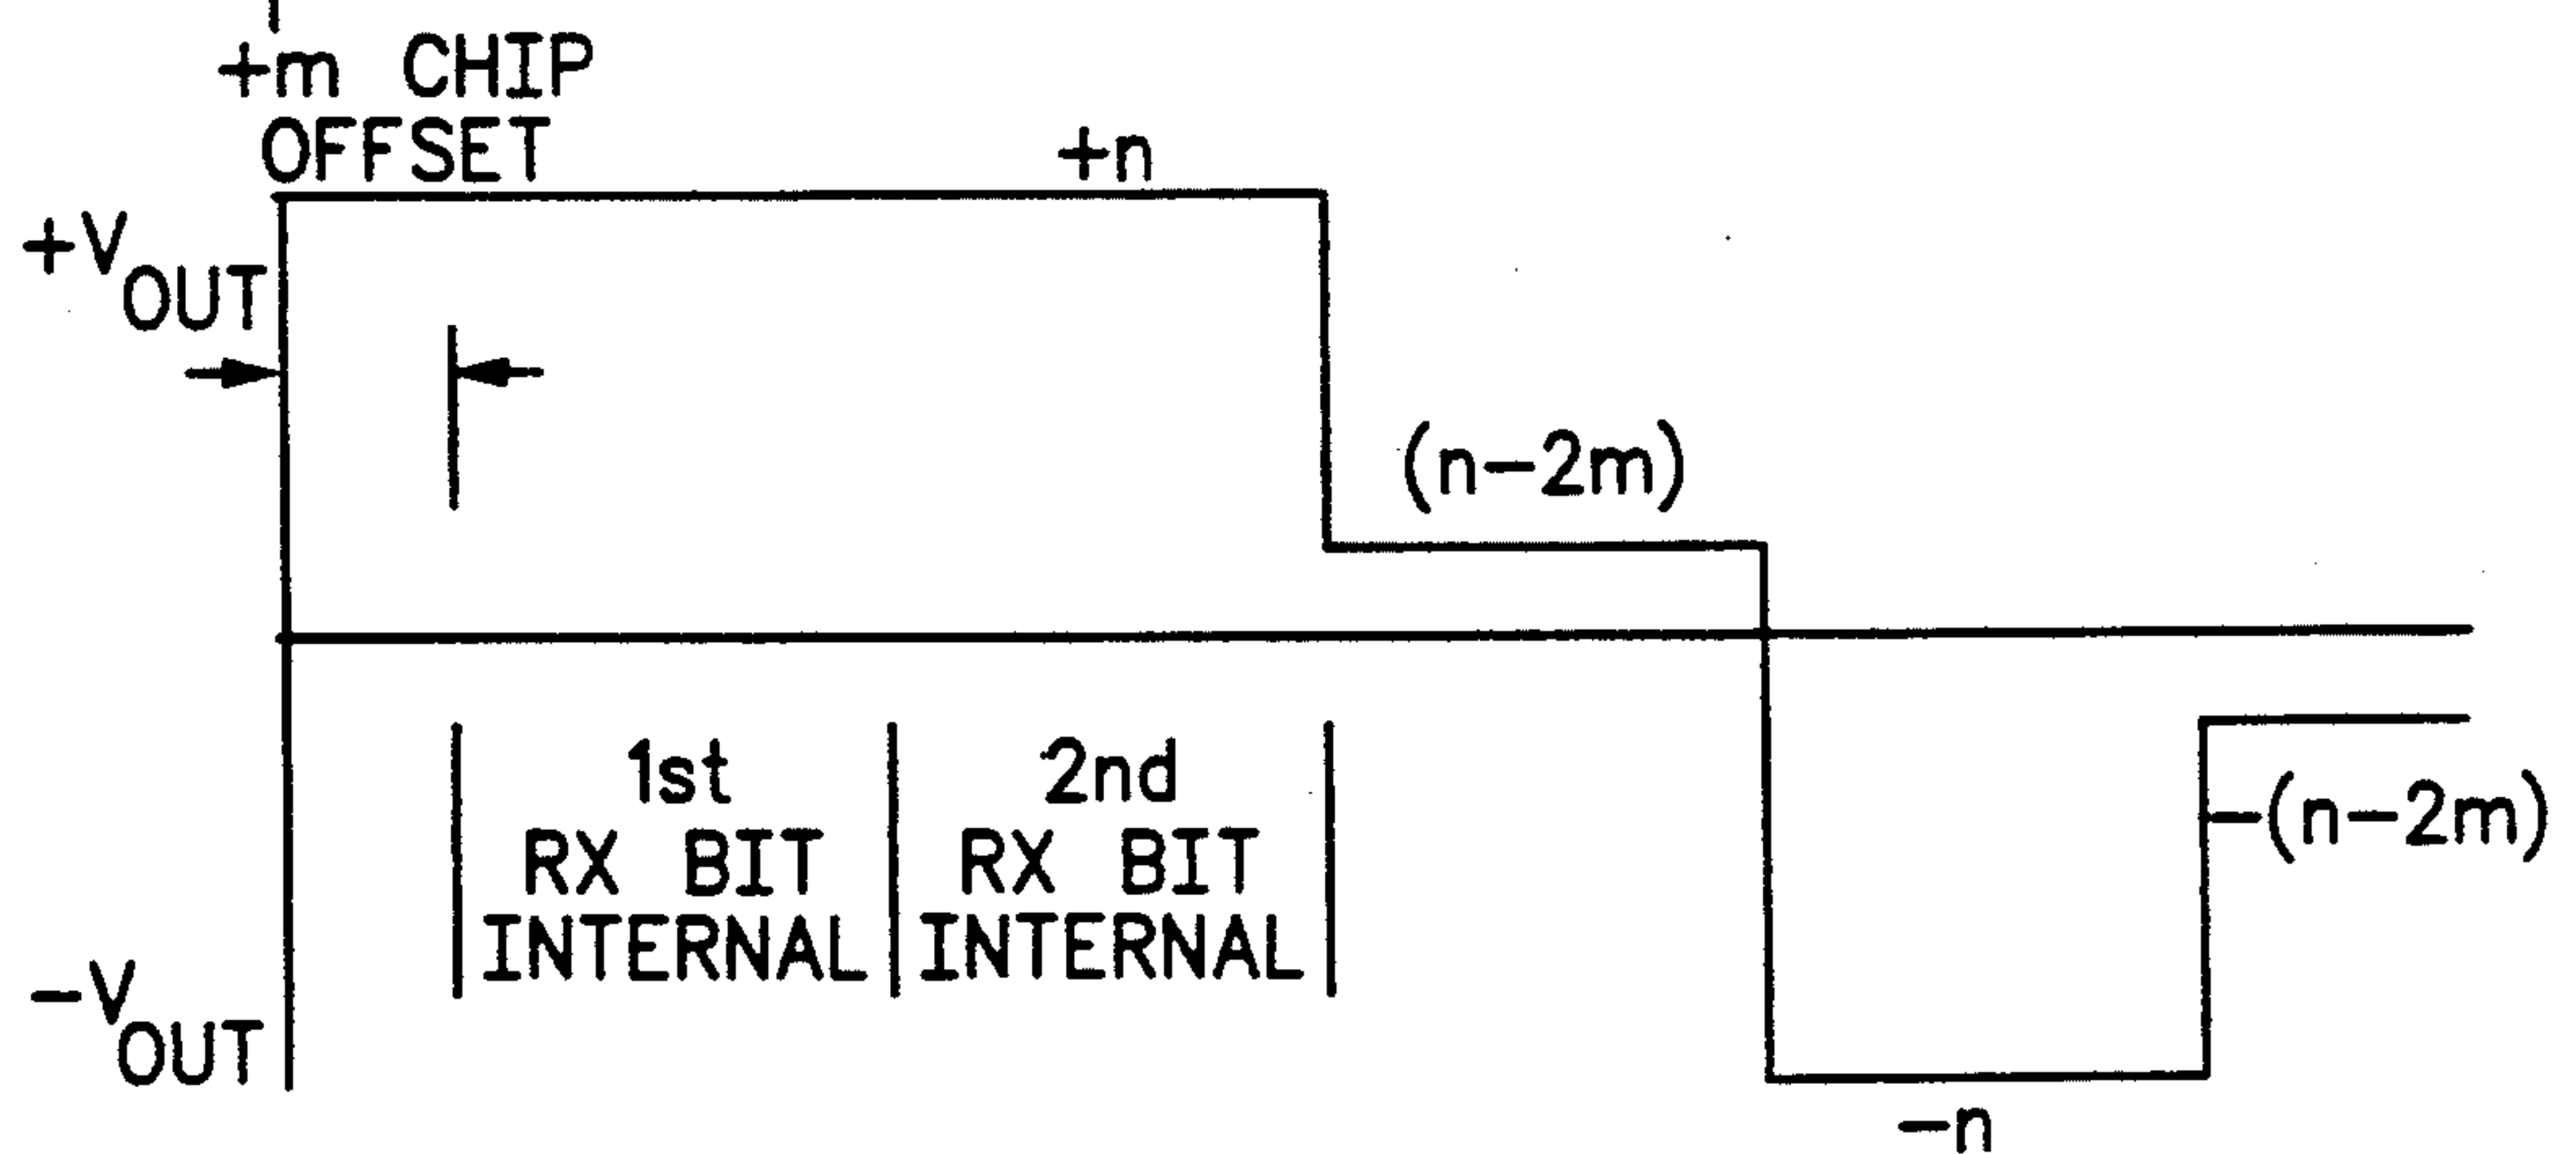 +m CHIP
OFFSET
+n
+V
OUT
(n-2m)
1st
RX BIT
INTERNAL
2nd
RX BIT
INTERNAL
-(n-2m)
-V
OUT
-n